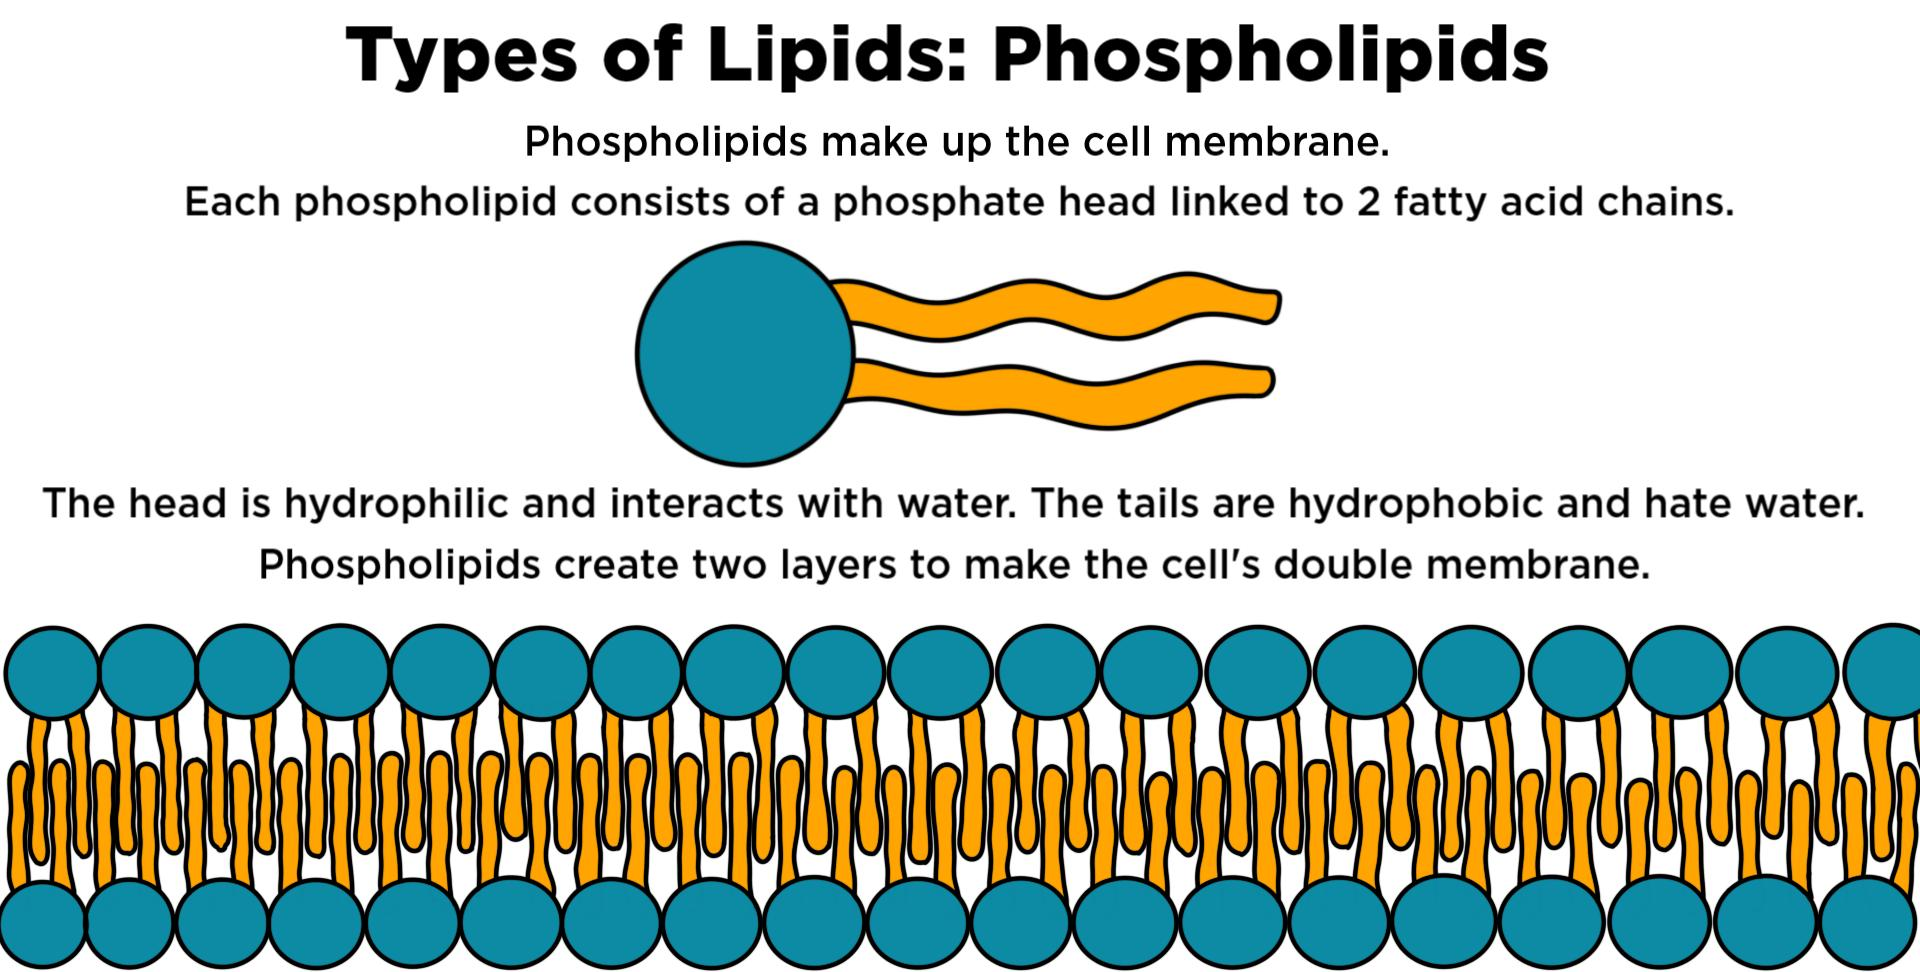 Types of Lipids: Phospholipids
Phospholipids make up the cell membrane.
Each phospholipid consists of a phosphate head linked to 2 fatty acid chains.
The head is hydrophilic and interacts with water. The tails are hydrophobic and hate water.
Phospholipids create two layers to make the cell's double membrane.